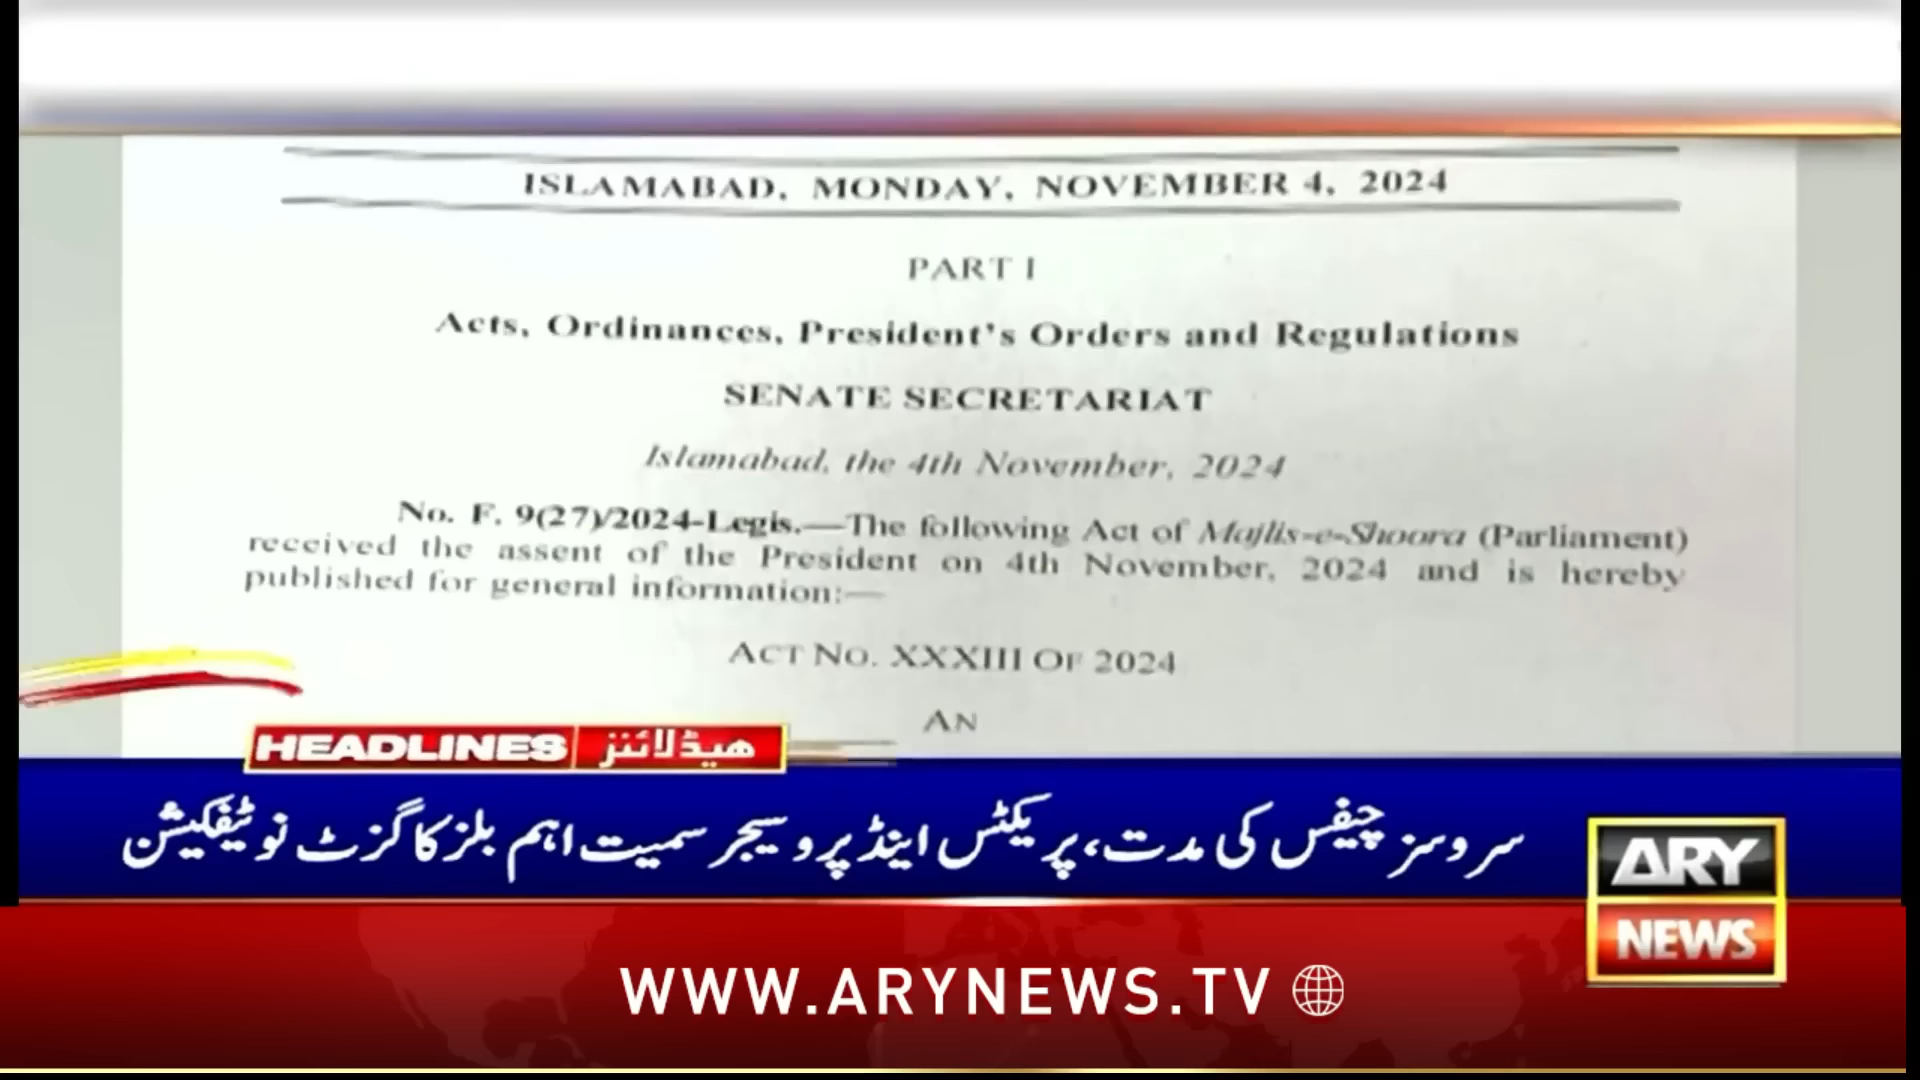 ISLAMABAD, MONDAY, NOVEMBER 4, 2024
PART I
Acts, Ordinances, President's Orders and Regulations
SENATE SECRETARIAT
Islamabad, the 4th November, 2024
No. F. 9(27)/2024-Legis.—The following Act of Majlis-e-Shoora (Parliament)
received the assent of the President on 4th November, 2024 and is hereby
published for general information:—
ACT NO. XXXIII OF 2024
AN
HEADLINES ھیڈلائنز
سروسز چیفس کی مدت، پریکٹس اینڈ پروسیجر سمیت اہم بلز کا گزٹ نوٹیفکیشن
ARY
NEWS
WWW.ARYNEWS.TV